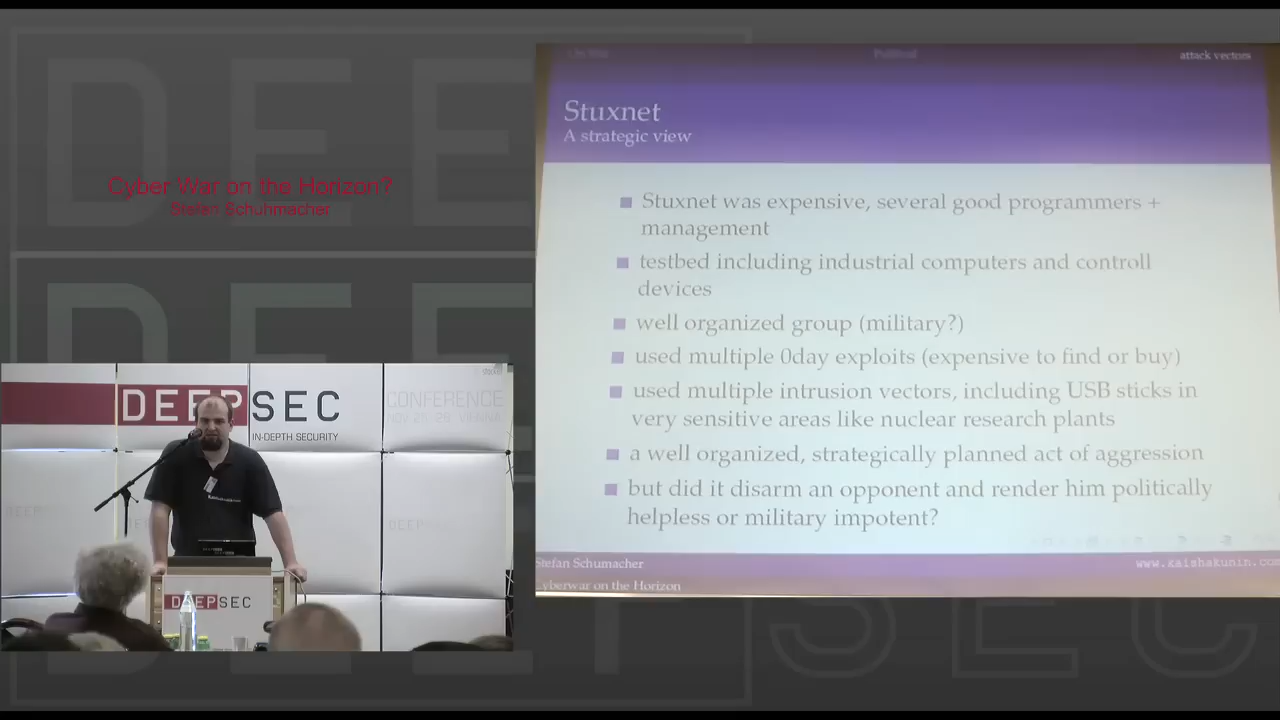 Cyber War on the Horizon?
Stefan Schuhmacher
Political
attack vectors
Stuxnet
A strategic view
Stuxnet was expensive, several good programmers +
management
testbed including industrial computers and controll
devices
well organized group (military?)
used multiple 0day exploits (expensive to find or buy)
used multiple intrusion vectors, including USB sticks in
very sensitive areas like nuclear research plants
a well organized, strategically planned act of aggression
but did it disarm an opponent and render him politically
helpless or military impotent?
Stefan Schumacher
www.kaishakunin.com
yberwar on the Horizon
DEEPSEC
IN-DEPTH SECURITY
CONFERENCE
DEEPSEC